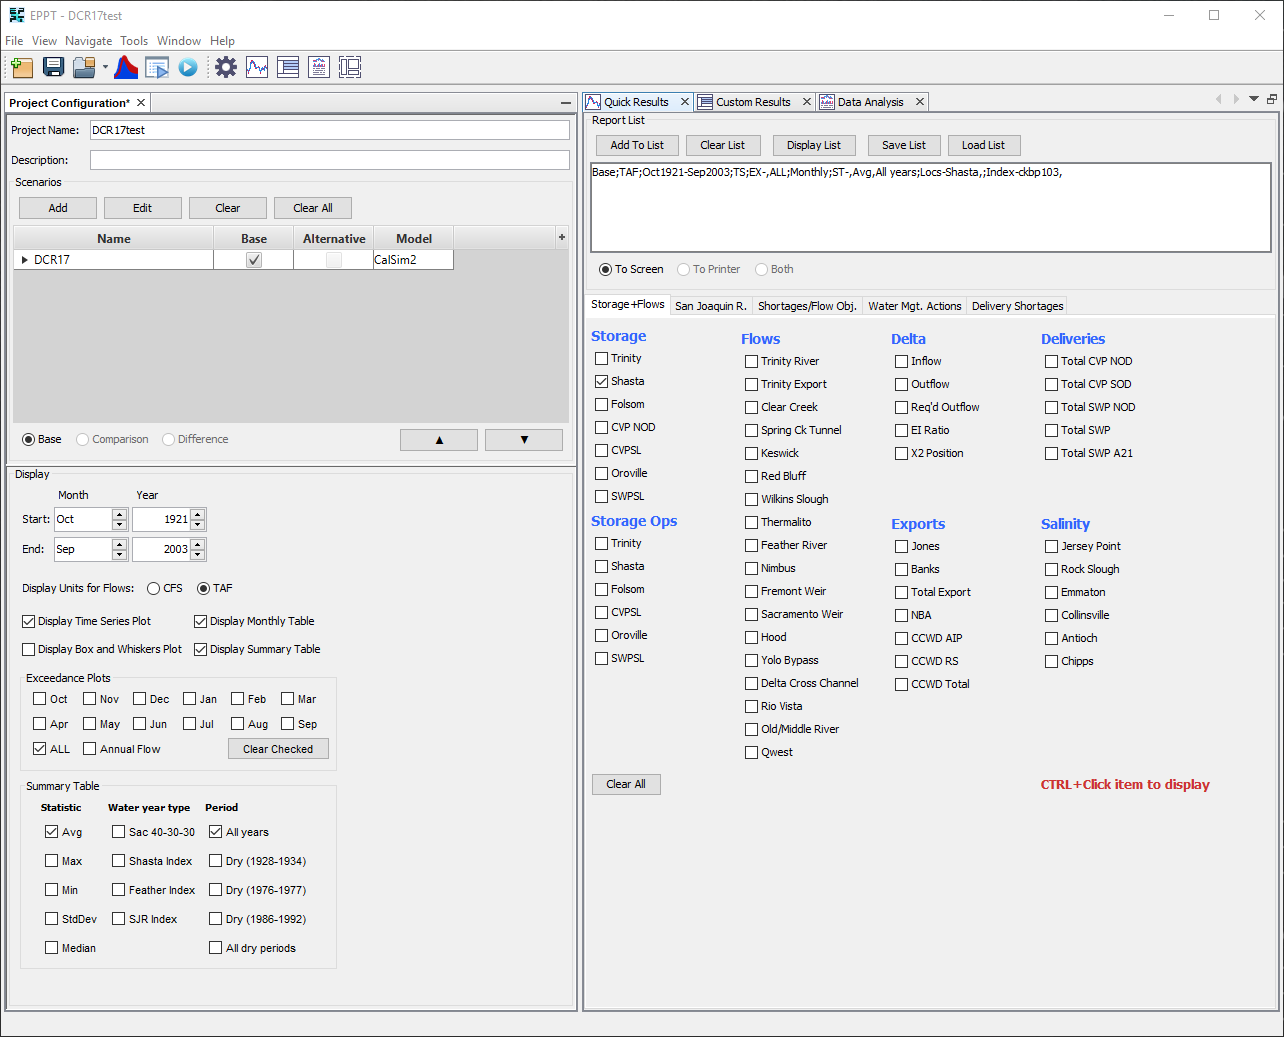 EPPT - DCR17test
File View Navigate Tools Window Help
Project Configuration*
Project Name: DCR17test
Description:
Scenarios
Add Edit Clear Clear All
Name Base Alternative Model
DCR17 CalSim2
Base Comparison Difference
Display
Month Year
Start: Oct 1921
End: Sep 2003
Display Units for Flows: CFS TAF
Display Time Series Plot Display Monthly Table
Display Box and Whiskers Plot Display Summary Table
Exceedance Plots
Oct Nov Dec Jan Feb Mar
Apr May Jun Jul Aug Sep
ALL Annual Flow Clear Checked
Summary Table
Statistic Water year type Period
Avg Sac 40-30-30 All years
Max Shasta Index Dry (1928-1934)
Min Feather Index Dry (1976-1977)
StdDev SJR Index Dry (1986-1992)
Median All dry periods
Quick Results Custom Results Data Analysis
Report List
Add To List Clear List Display List Save List Load List
Base;TAF;Oct1921-Sep2003;TS;EX-,ALL;Monthly;ST-,Avg,All years;Locs-Shasta,;Index-ckbp103,
To Screen To Printer Both
Storage+Flows San Joaquin R. Shortages/Flow Obj. Water Mgt. Actions Delivery Shortages
Storage
Trinity
Shasta
Folsom
CVP NOD
CVPSL
Oroville
SWPSL
Storage Ops
Trinity
Shasta
Folsom
CVPSL
Oroville
SWPSL
Flows
Trinity River
Trinity Export
Clear Creek
Spring Ck Tunnel
Keswick
Red Bluff
Wilkins Slough
Thermalito
Feather River
Nimbus
Fremont Weir
Sacramento Weir
Hood
Yolo Bypass
Delta Cross Channel
Rio Vista
Old/Middle River
Qwest
Delta
Inflow
Outflow
Req'd Outflow
EI Ratio
X2 Position
Exports
Jones
Banks
Total Export
NBA
CCWD AIP
CCWD RS
CCWD Total
Deliveries
Total CVP NOD
Total CVP SOD
Total SWP NOD
Total SWP
Total SWP A21
Salinity
Jersey Point
Rock Slough
Emmaton
Collinsville
Antioch
Chipps
Clear All
CTRL+Click item to display